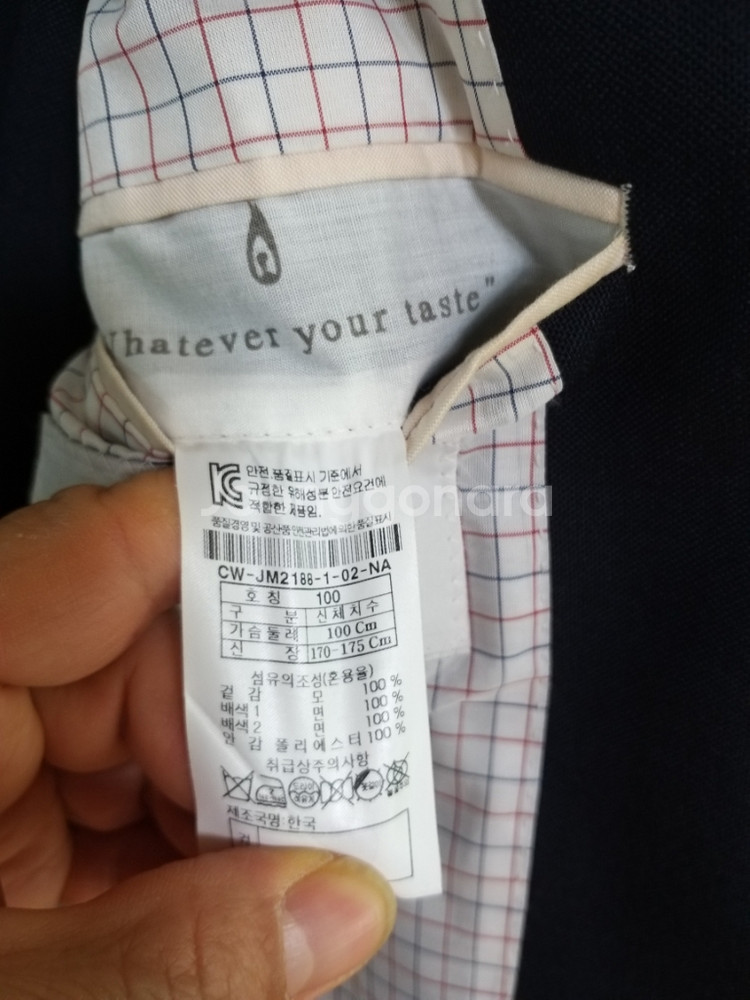 Whatever your taste"
안전.품질표시 기준에서
규정한 유해성분 안전요건에
적합한 제품임.
품질경영 및 공산품안전관리법에 의한 품질표시
CW-JM2188-1-02-NA
호 칭 100
구 분 신체치수
가슴둘레 100 Cm
신 장 170-175 Cm
섬유의조성(혼용율)
겉 감 모 100 %
배색1 면 100 %
배색2 면 100 %
안 감 폴리에스터 100 %
취급상주의사항
제조국명:한국